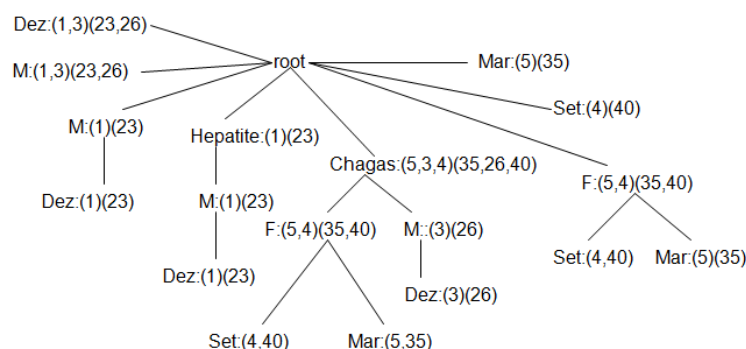 Dez:(1,3)(23,26)
root
Mar:(5)(35)
M:(1,3)(23,26)
Set:(4)(40)
M:(1)(23)
Hepatite:(1)(23)
Chagas:(5,3,4)(35,26,40)
F:(5,4)(35,40)
Dez:(1)(23)
M:(1)(23)
F:(5,4)(35,40)
M::(3)(26)
Set:(4,40)
Mar:(5)(35)
Dez:(1)(23)
Dez:(3)(26)
Set:(4,40)
Mar:(5,35)